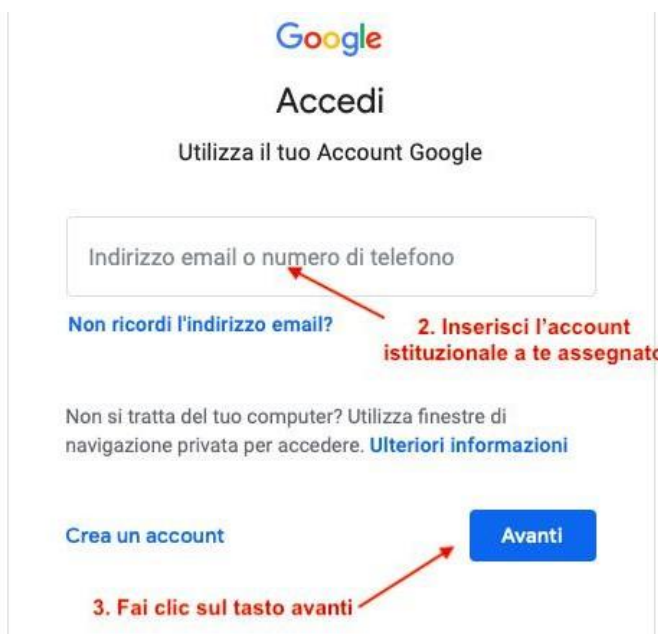 Google
Accedi
Utilizza il tuo Account Google
Indirizzo email o numero di telefono
Non ricordi l'indirizzo email?
2. Inserisci l'account
istituzionale a te assegnato
Non si tratta del tuo computer? Utilizza finestre di
navigazione privata per accedere. Ulteriori informazioni
Crea un account
Avanti
3. Fai clic sul tasto avanti